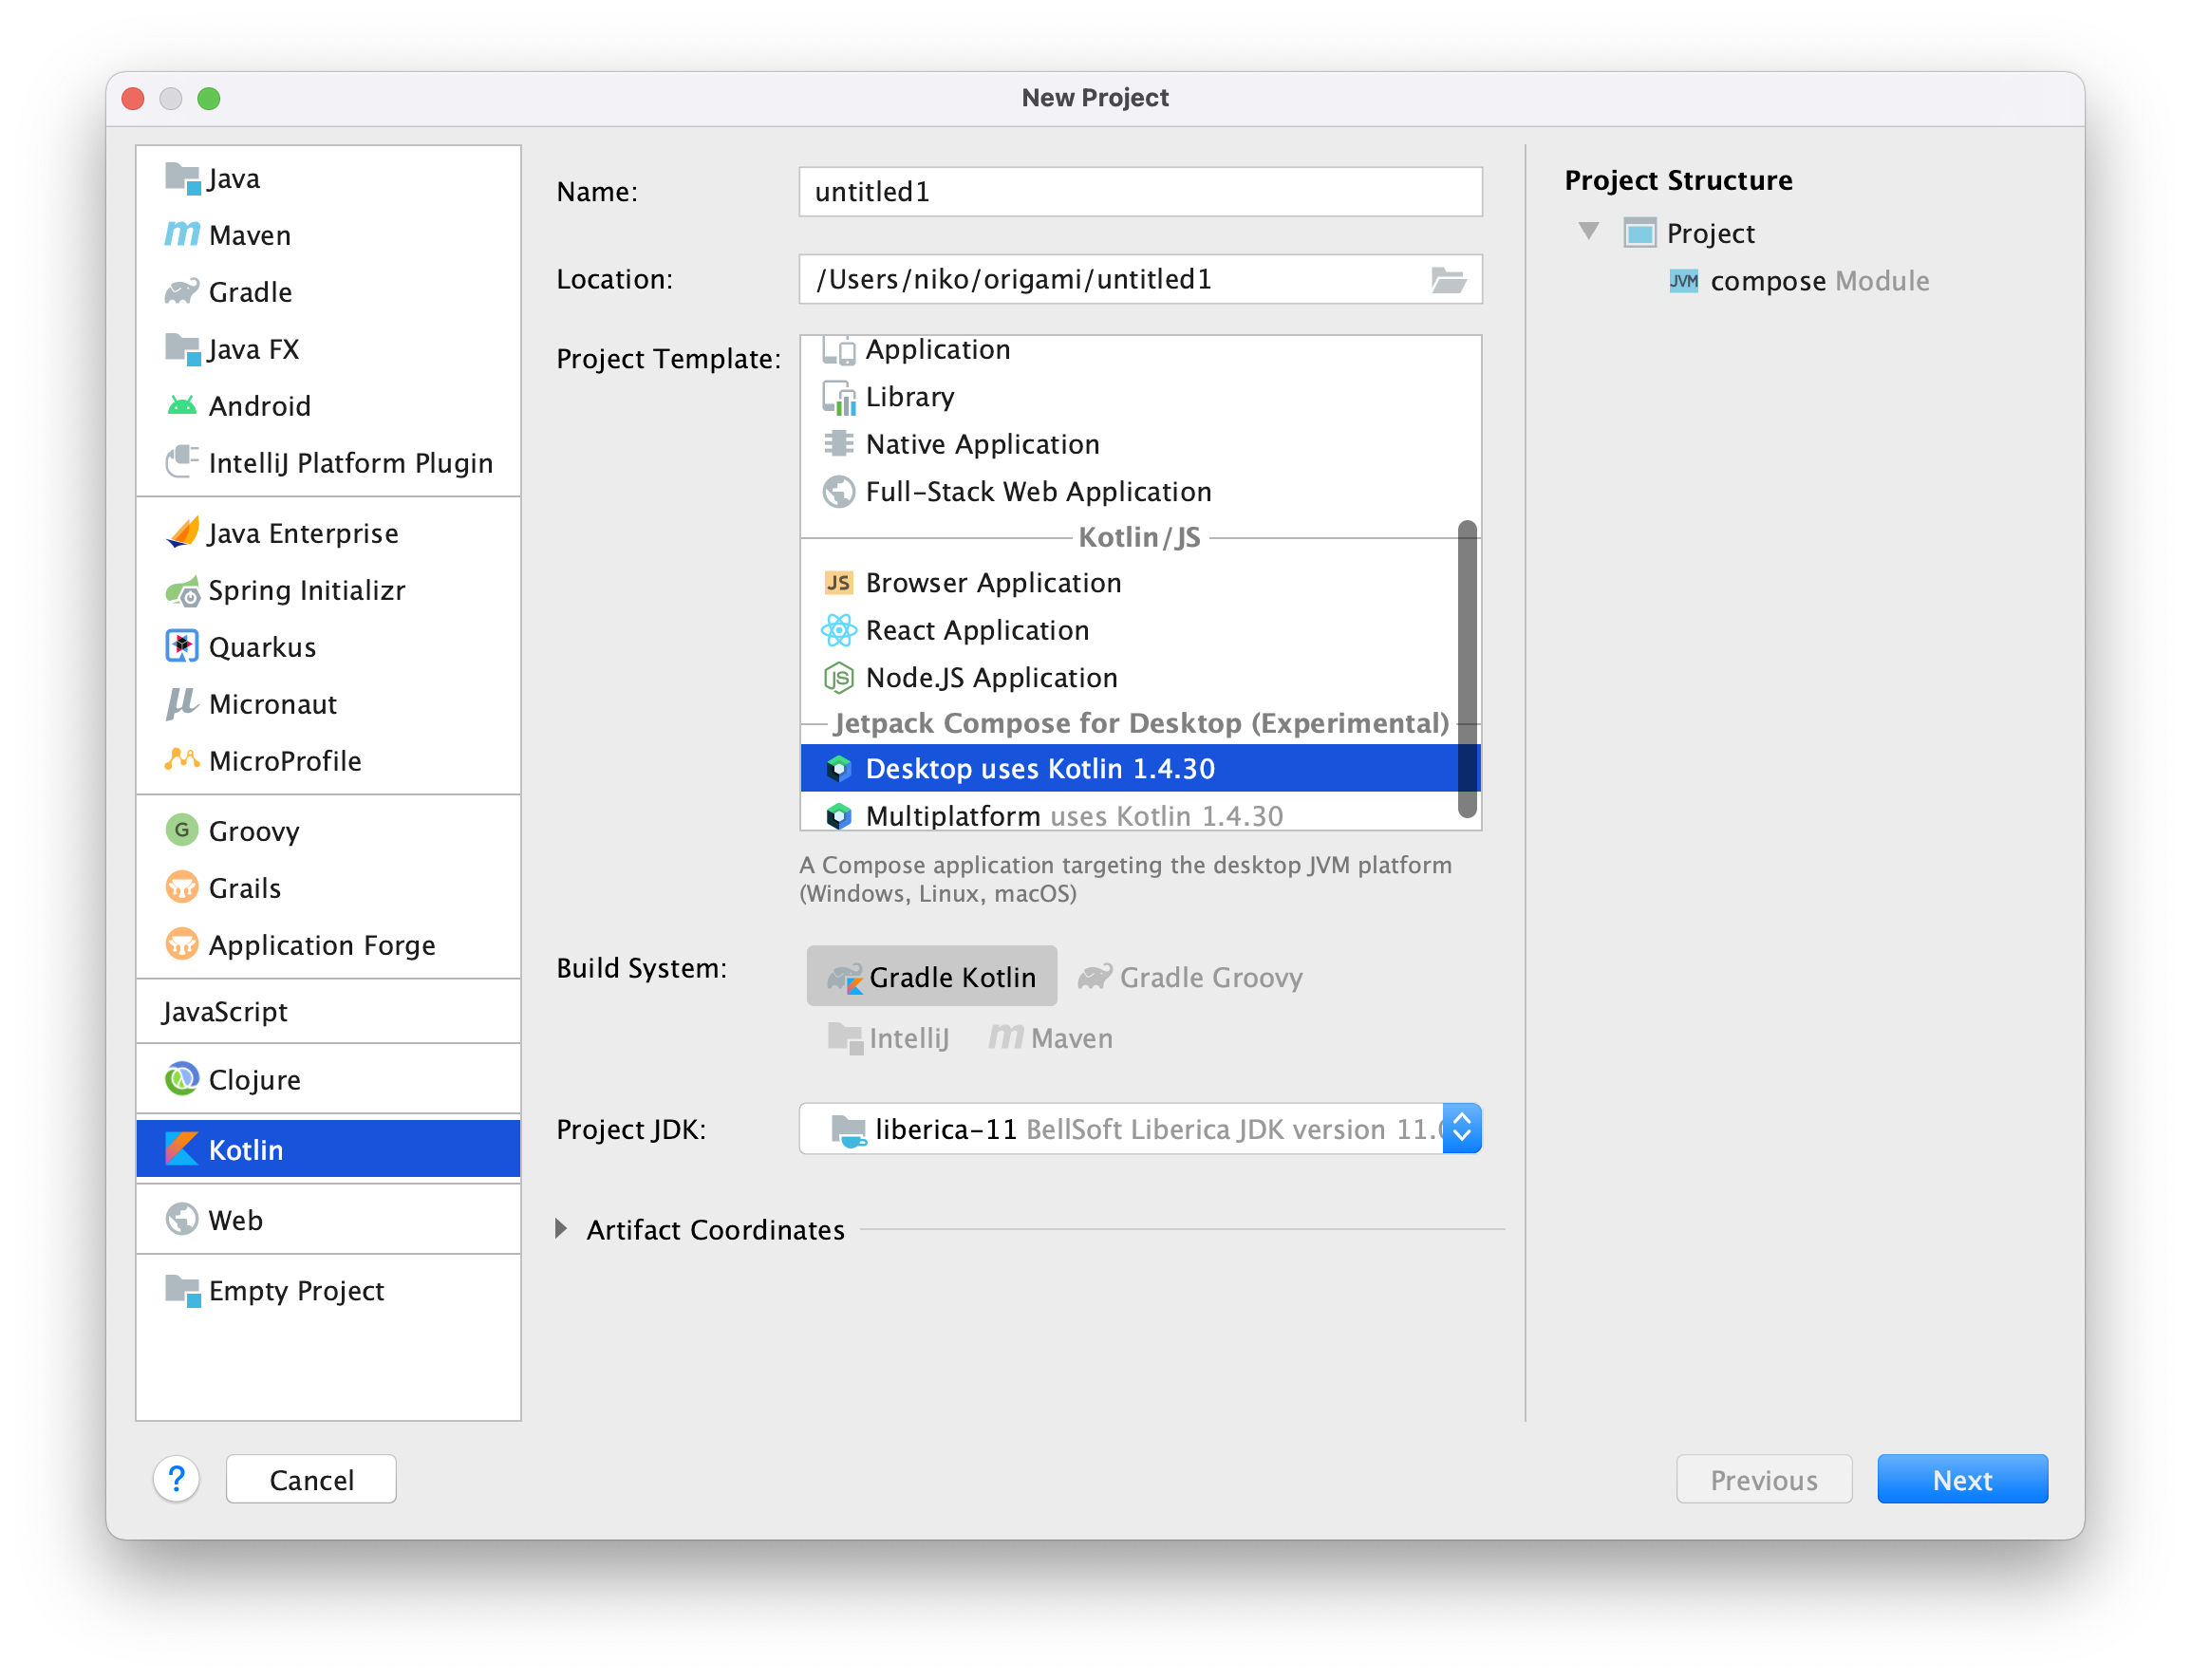 New Project
Java
Maven
Gradle
Java FX
Android
IntelliJ Platform Plugin
Java Enterprise
Spring Initializr
Quarkus
Micronaut
MicroProfile
Groovy
Grails
Application Forge
JavaScript
Clojure
Kotlin
Web
Empty Project
Name: untitled1
Location: /Users/niko/origami/untitled1
Project Template:
Application
Library
Native Application
Full-Stack Web Application
Kotlin/JS
JS Browser Application
React Application
JS Node.JS Application
Jetpack Compose for Desktop (Experimental)
Desktop uses Kotlin 1.4.30
Multiplatform uses Kotlin 1.4.30
A Compose application targeting the desktop JVM platform
(Windows, Linux, macOS)
Build System: Gradle Kotlin Gradle Groovy
IntelliJ Maven
Project JDK: liberica-11 BellSoft Liberica JDK version 11.
Artifact Coordinates
Project Structure
Project
JVM compose Module
? Cancel Previous Next